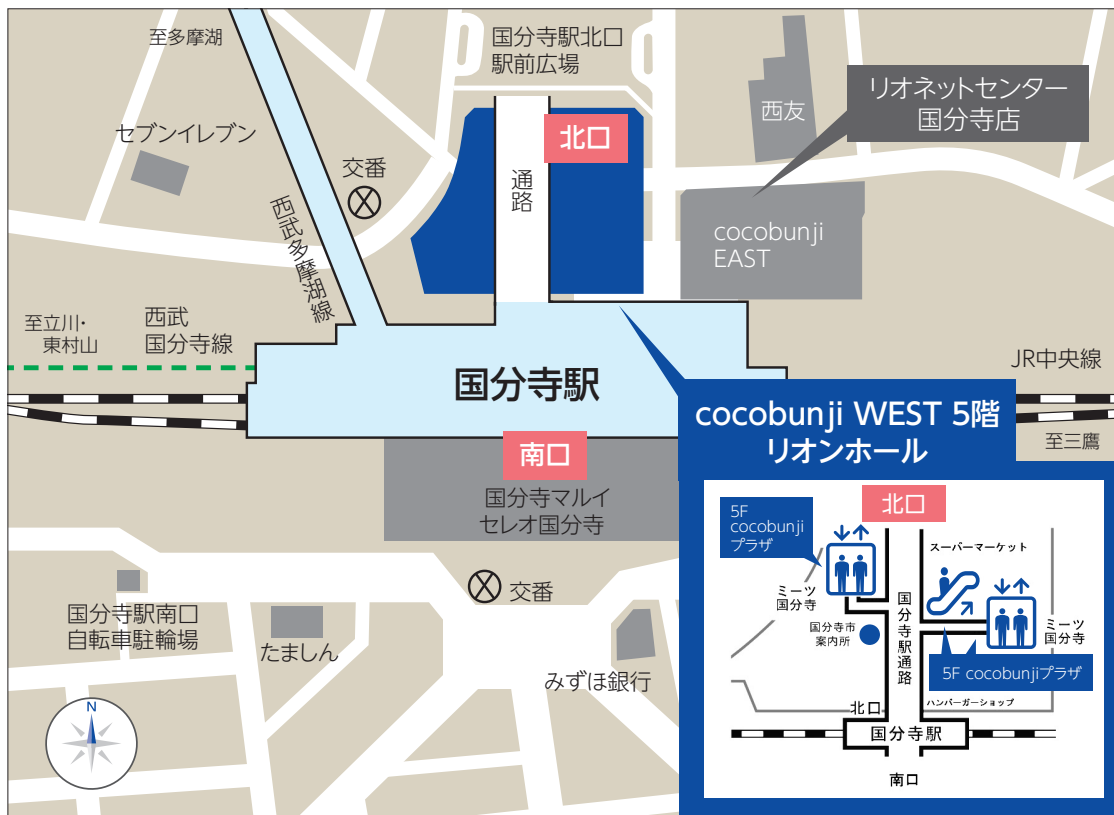 至多摩湖
国分寺駅北口
駅前広場
リオネットセンター
国分寺店
西友
セブンイレブン
北口
交番
通路
西武多摩湖線
cocobunji
EAST
至立川・
東村山
西武
国分寺線
JR中央線
国分寺駅
cocobunji WEST 5階
リオンホール
至三鷹
南口
国分寺マルイ
セレオ国分寺
北口
5F
cocobunji
プラザ
スーパーマーケット
ミーツ
国分寺
国分寺駅通路
ミーツ
国分寺
国分寺市
案内所
5F cocobunjiプラザ
北口
ハンバーガーショップ
国分寺駅
南口
交番
国分寺駅南口
自転車駐輪場
たましん
みずほ銀行
N